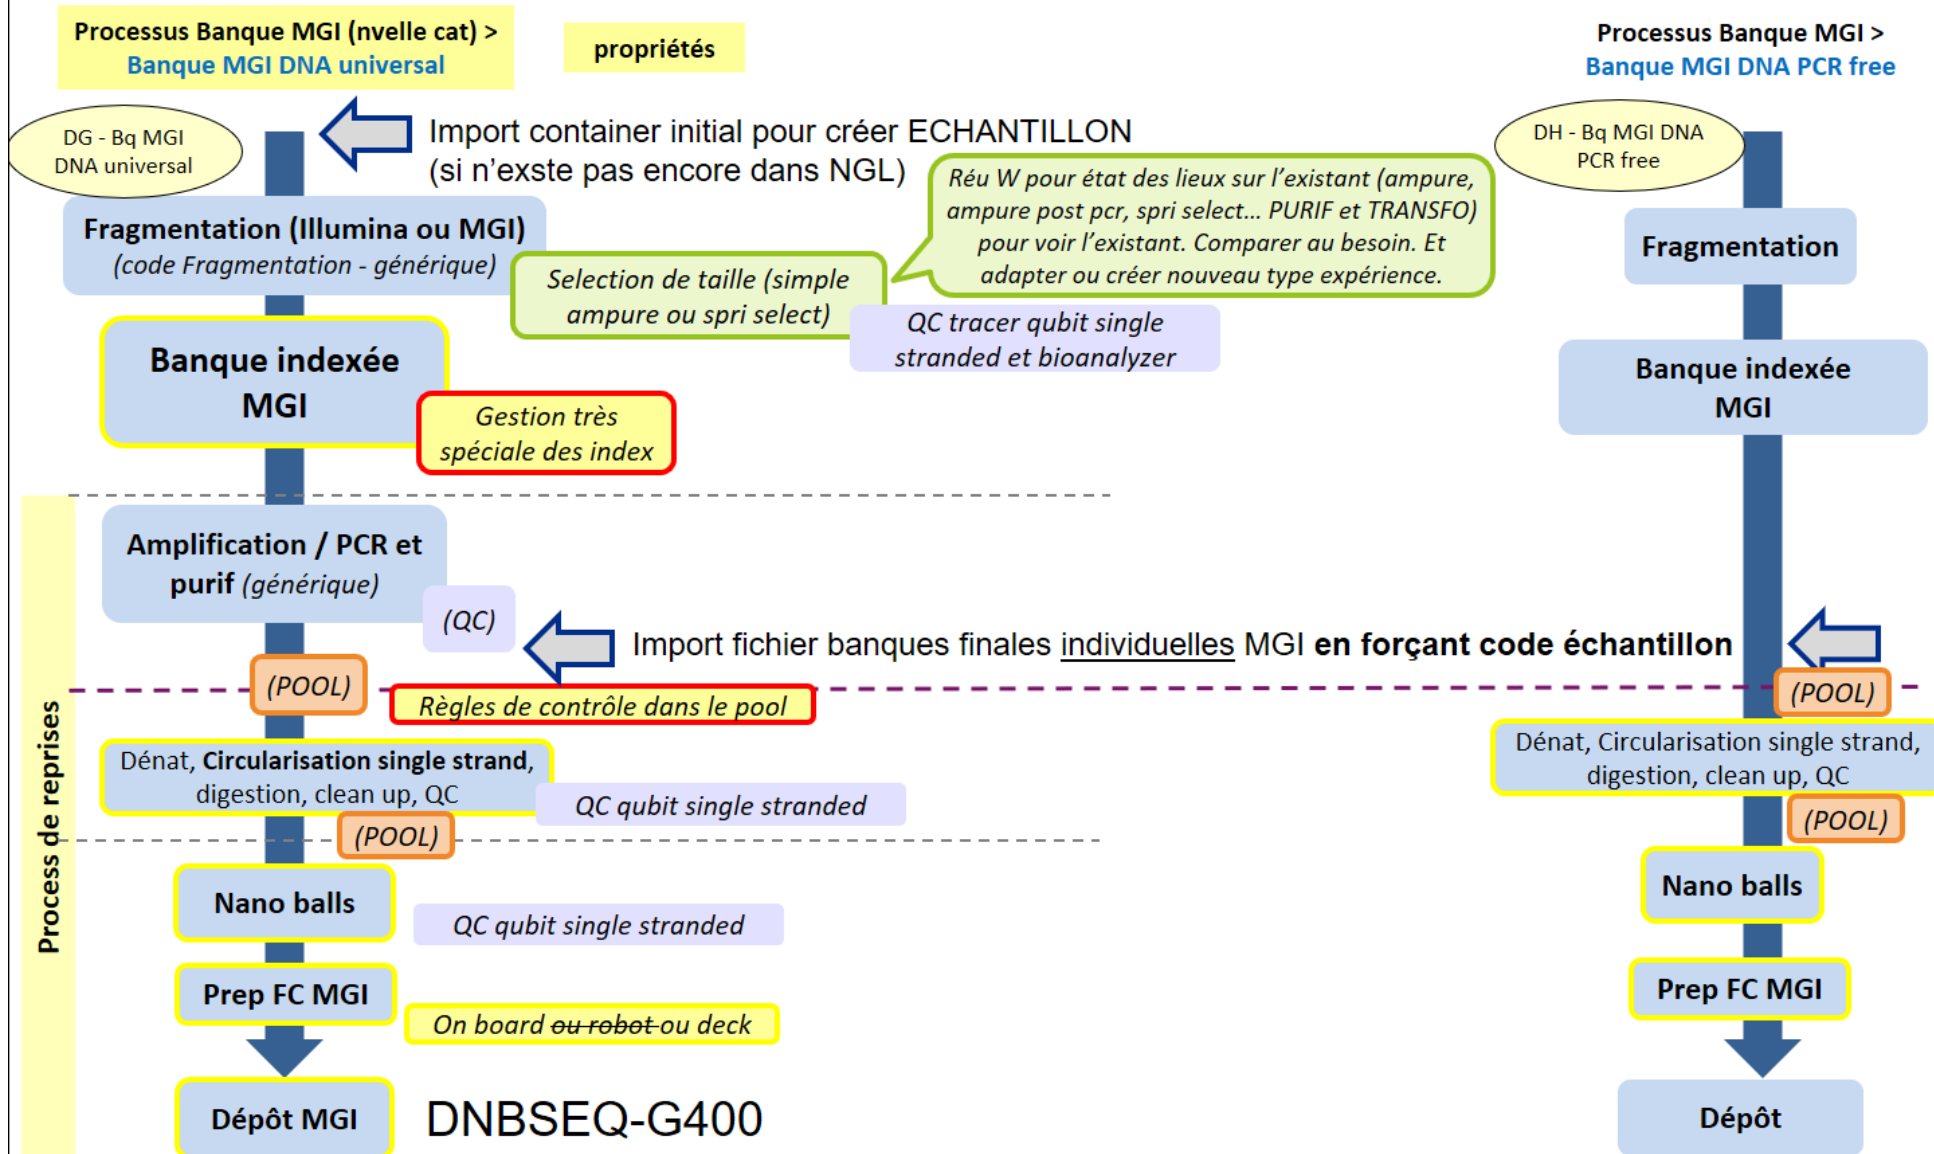 Processus Banque MGI (nvelle cat) >
Banque MGI DNA universal
propriétés
Processus Banque MGI >
Banque MGI DNA PCR free
DG - Bq MGI
DNA universal
Import container initial pour créer ECHANTILLON
(si n'exste pas encore dans NGL)
DH - Bq MGI DNA
PCR free
Réu W pour état des lieux sur l'existant (ampure,
ampure post pcr, spri select... PURIF et TRANSFO)
pour voir l'existant. Comparer au besoin. Et
adapter ou créer nouveau type expérience.
Fragmentation (Illumina ou MGI)
(code Fragmentation - générique)
Fragmentation
Selection de taille (simple
ampure ou spri select)
QC tracer qubit single
stranded et bioanalyzer
Banque indexée
MGI
Banque indexée
MGI
Gestion très
spéciale des index
Amplification / PCR et
purif (générique)
(QC)
Import fichier banques finales individuelles MGI en forçant code échantillon
(POOL)
(POOL)
Règles de contrôle dans le pool
Process de reprises
Dénat, Circularisation single strand,
digestion, clean up, QC
Dénat, Circularisation single strand,
digestion, clean up, QC
QC qubit single stranded
(POOL)
(POOL)
Nano balls
Nano balls
QC qubit single stranded
Prep FC MGI
Prep FC MGI
On board ou robot ou deck
Dépôt MGI
DNBSEQ-G400
Dépôt